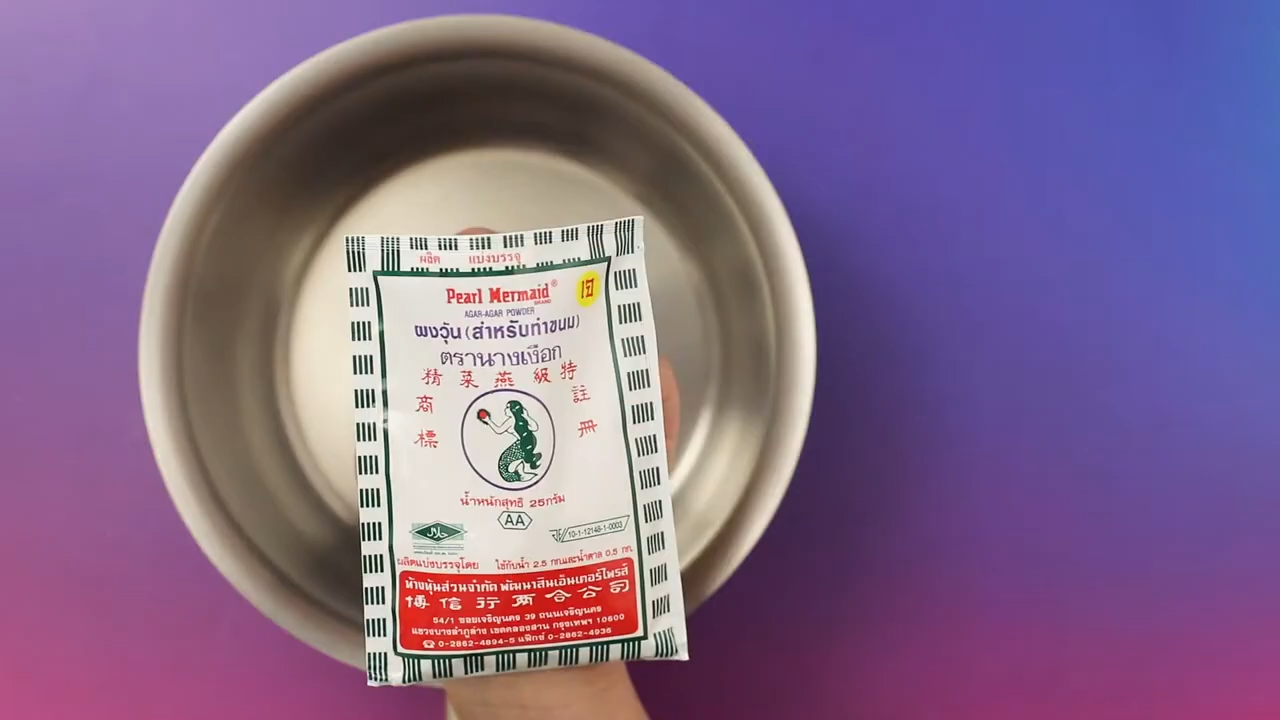 ผลิต แบ่งบรรจุ
Pearl Mermaid®
BRAND
เจ
AGAR-AGAR POWDER
ผงวุ้น (สำหรับทำขนม)
ตรานางเงือก
精菜燕級特
商 註
標 冊
น้ำหนักสุทธิ 25กรัม
AA
حلال
10-1-12148-1-0003
ผลิตแบ่งบรรจุโดย ใช้กับน้ำ 2.5 กก.และน้ำตาล 0.5 กก.
ห้างหุ้นส่วนจำกัด พัฒนาสินเอ็นเตอร์ไพรส์
博信行兩合公司
54/1 ซอยเจริญนคร 39 ถนนเจริญนคร
แขวงบางลำภูล่าง เขตคลองสาน กรุงเทพฯ 10600
☎ 0-2862-4894-5 แฟ็กซ์ 0-2862-4936